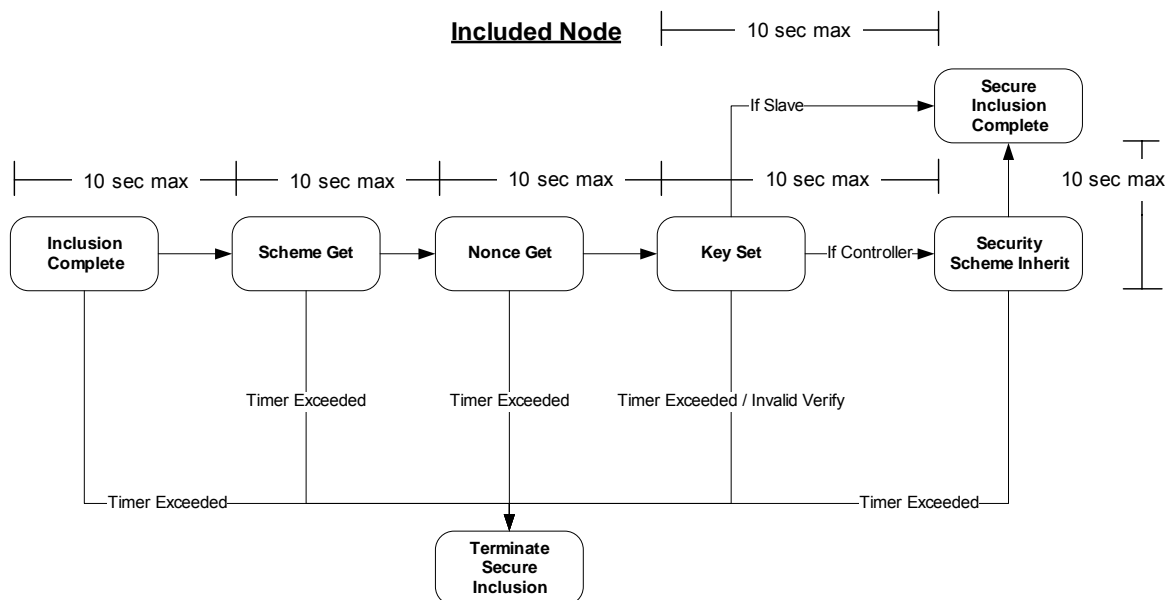 Included Node
10 sec max
If Slave
Secure
Inclusion
Complete
10 sec max
10 sec max
10 sec max
10 sec max
10 sec max
Inclusion
Complete
Scheme Get
Nonce Get
Key Set
If Controller
Security
Scheme Inherit
Timer Exceeded
Timer Exceeded
Timer Exceeded / Invalid Verify
Timer Exceeded
Timer Exceeded
Terminate
Secure
Inclusion